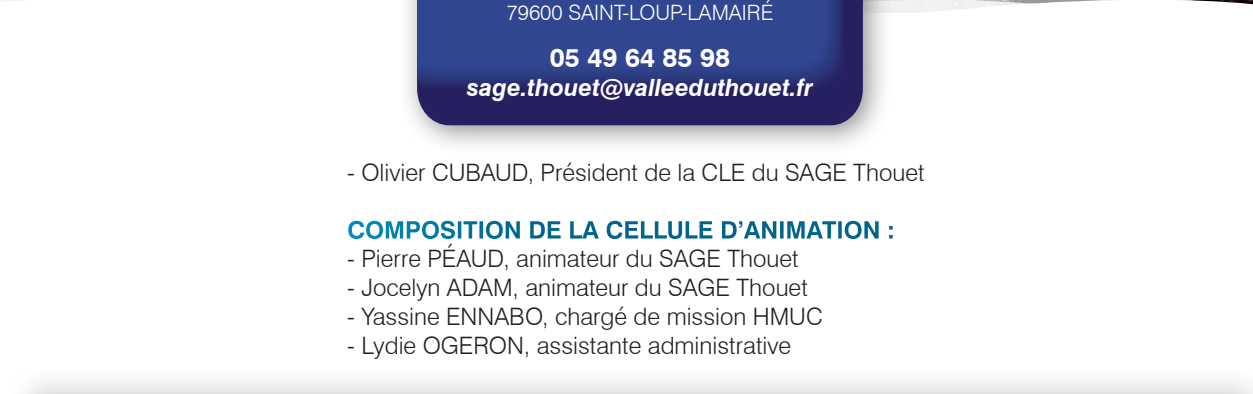 79600 SAINT-LOUP-LAMAIRÉ
05 49 64 85 98
sage.thouet@valleeduthouet.fr
- Olivier CUBAUD, Président de la CLE du SAGE Thouet
COMPOSITION DE LA CELLULE D’ANIMATION :
- Pierre PÉAUD, animateur du SAGE Thouet
- Jocelyn ADAM, animateur du SAGE Thouet
- Yassine ENNABO, chargé de mission HMUC
- Lydie OGERON, assistante administrative